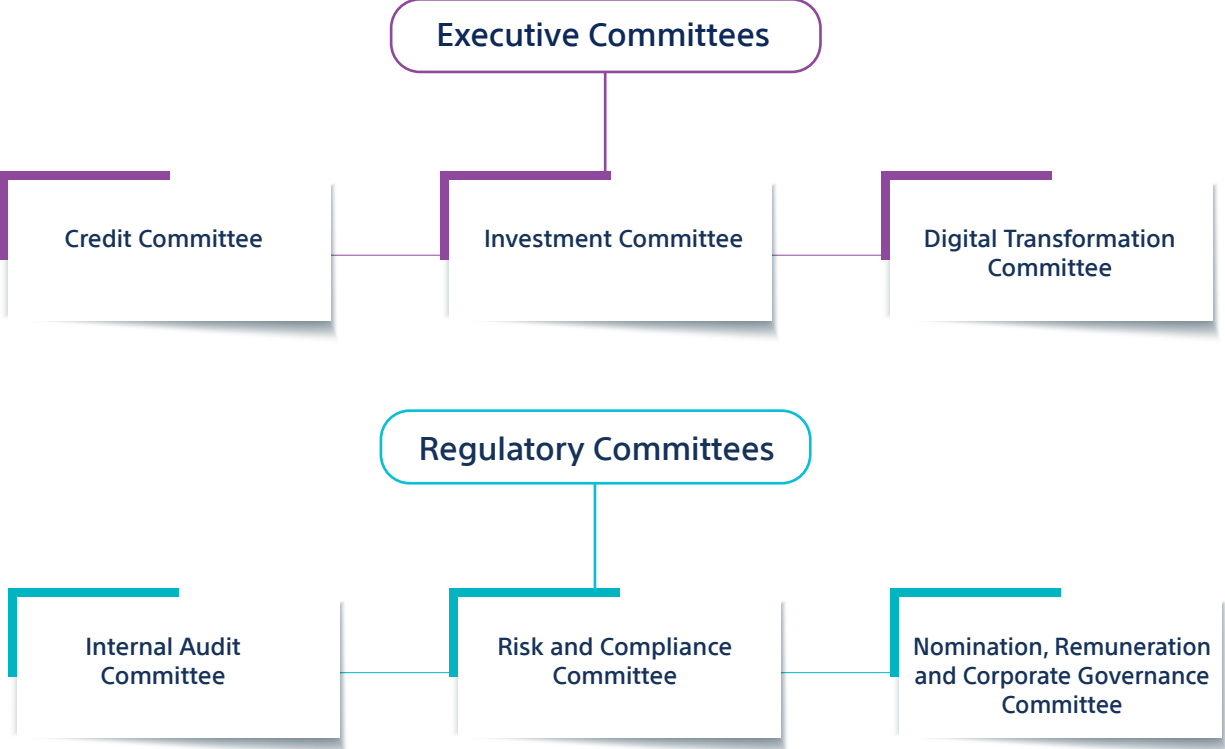 Executive Committees
Credit Committee
Investment Committee
Digital Transformation
Committee
Regulatory Committees
Internal Audit
Committee
Risk and Compliance
Committee
Nomination, Remuneration
and Corporate Governance
Committee